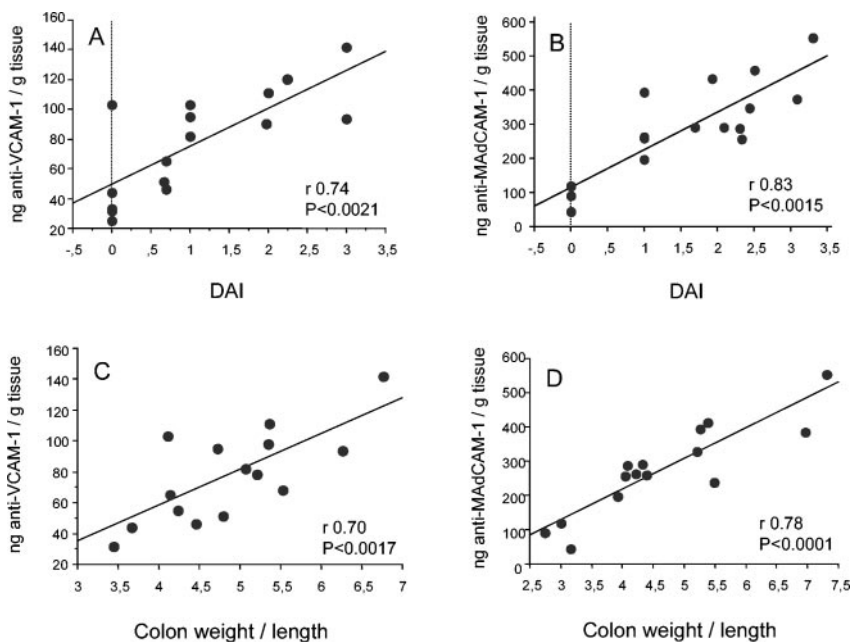 A
ng anti-VCAM-1 / g tissue
160
140
120
100
80
60
40
20
r 0.74
P<0.0021
-,5 0 ,5 1 1,5 2 2,5 3 3,5
DAI
B
ng anti-MAdCAM-1 / g tissue
600
500
400
300
200
100
0
r 0.83
P<0.0015
-,5 0 ,5 1 1,5 2 2,5 3 3,5
DAI
C
ng anti-VCAM-1 / g tissue
160
140
120
100
80
60
40
20
r 0.70
P<0.0017
3 3,5 4 4,5 5 5,5 6 6,5 7
Colon weight / length
D
ng anti-MAdCAM-1 / g tissue
600
500
400
300
200
100
0
r 0.78
P<0.0001
2,5 3 3,5 4 4,5 5 5,5 6 6,5 7 7,5
Colon weight / length